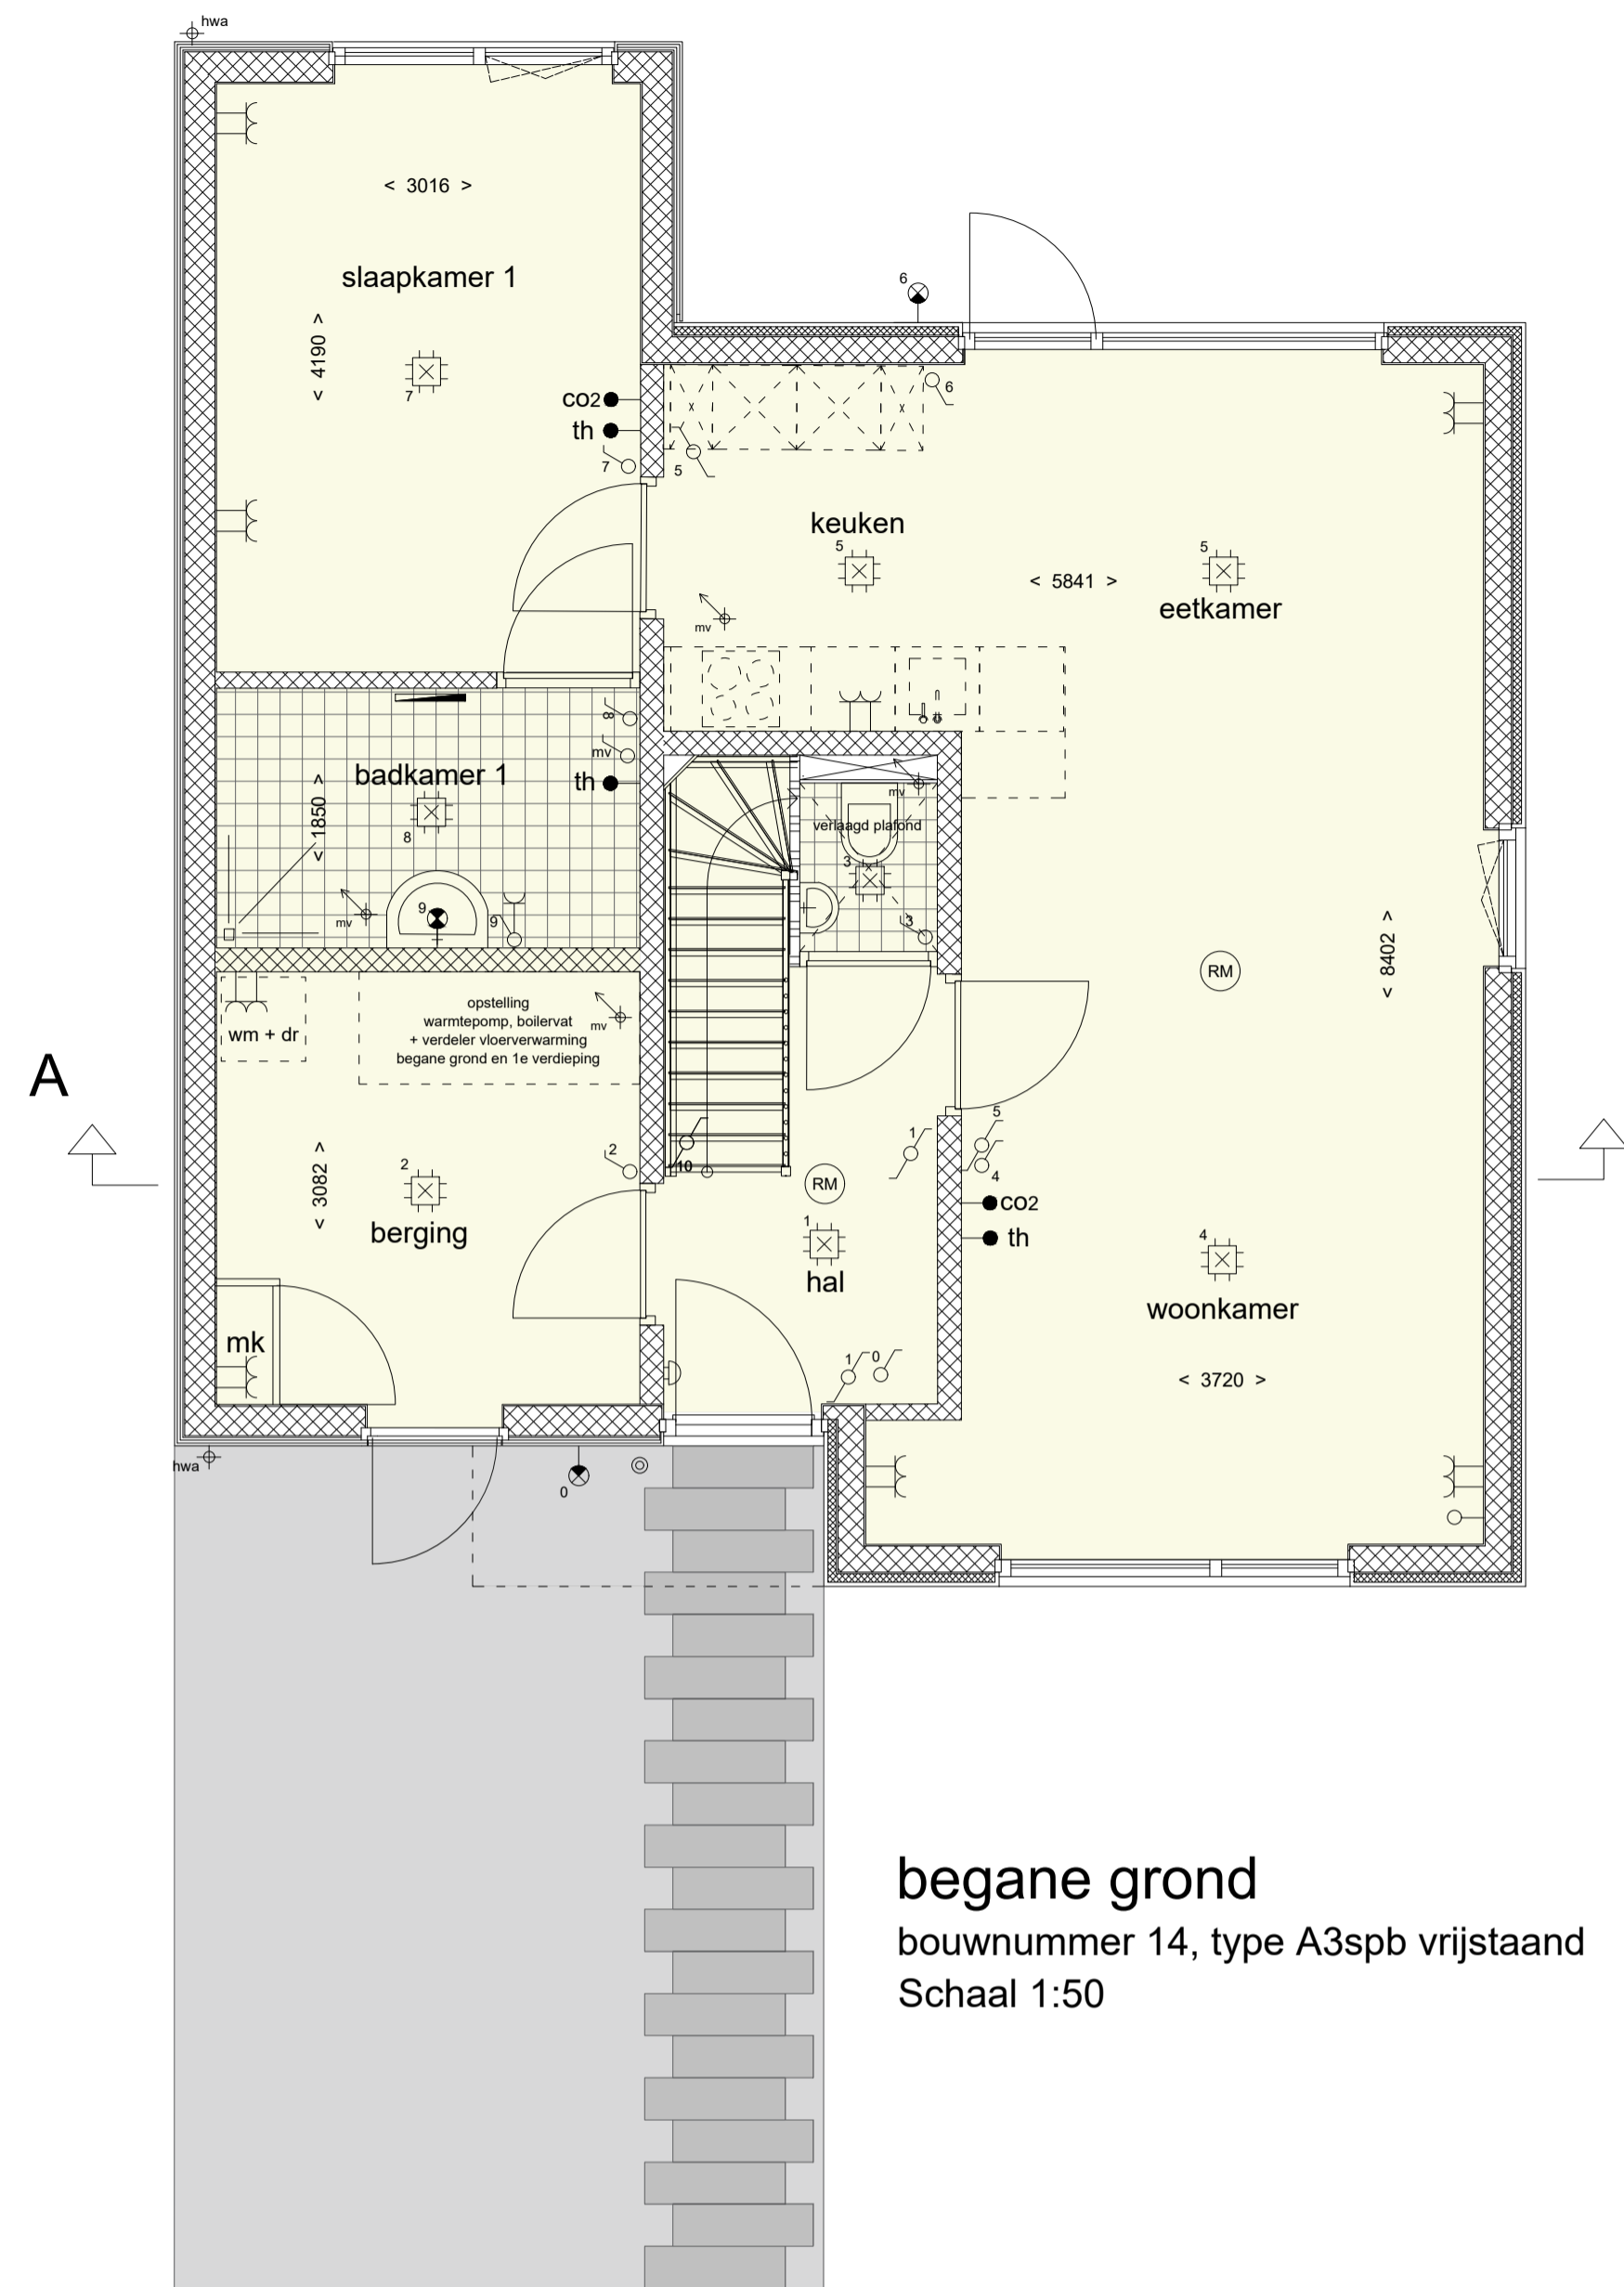 hwa
< 3016 >
slaapkamer 1
6
< 4190 >
7
co2
th
7
6
5
keuken
5
5
< 5841 >
eetkamer
mv
8
mv
badkamer 1
th
< 1850 >
8
mv
verlaagd plafond
3
9
9
mv
3
< 8402 >
RM
opstelling
warmtepomp, boilervat
+ verdeler vloerverwarming
begane grond en 1e verdieping
mv
wm + dr
A
5
1
2
10
4
< 3082 >
2
RM
co2
1
th
4
berging
hal
woonkamer
mk
1
0
< 3720 >
hwa
0
begane grond
bouwnummer 14, type A3spb vrijstaand
Schaal 1:50